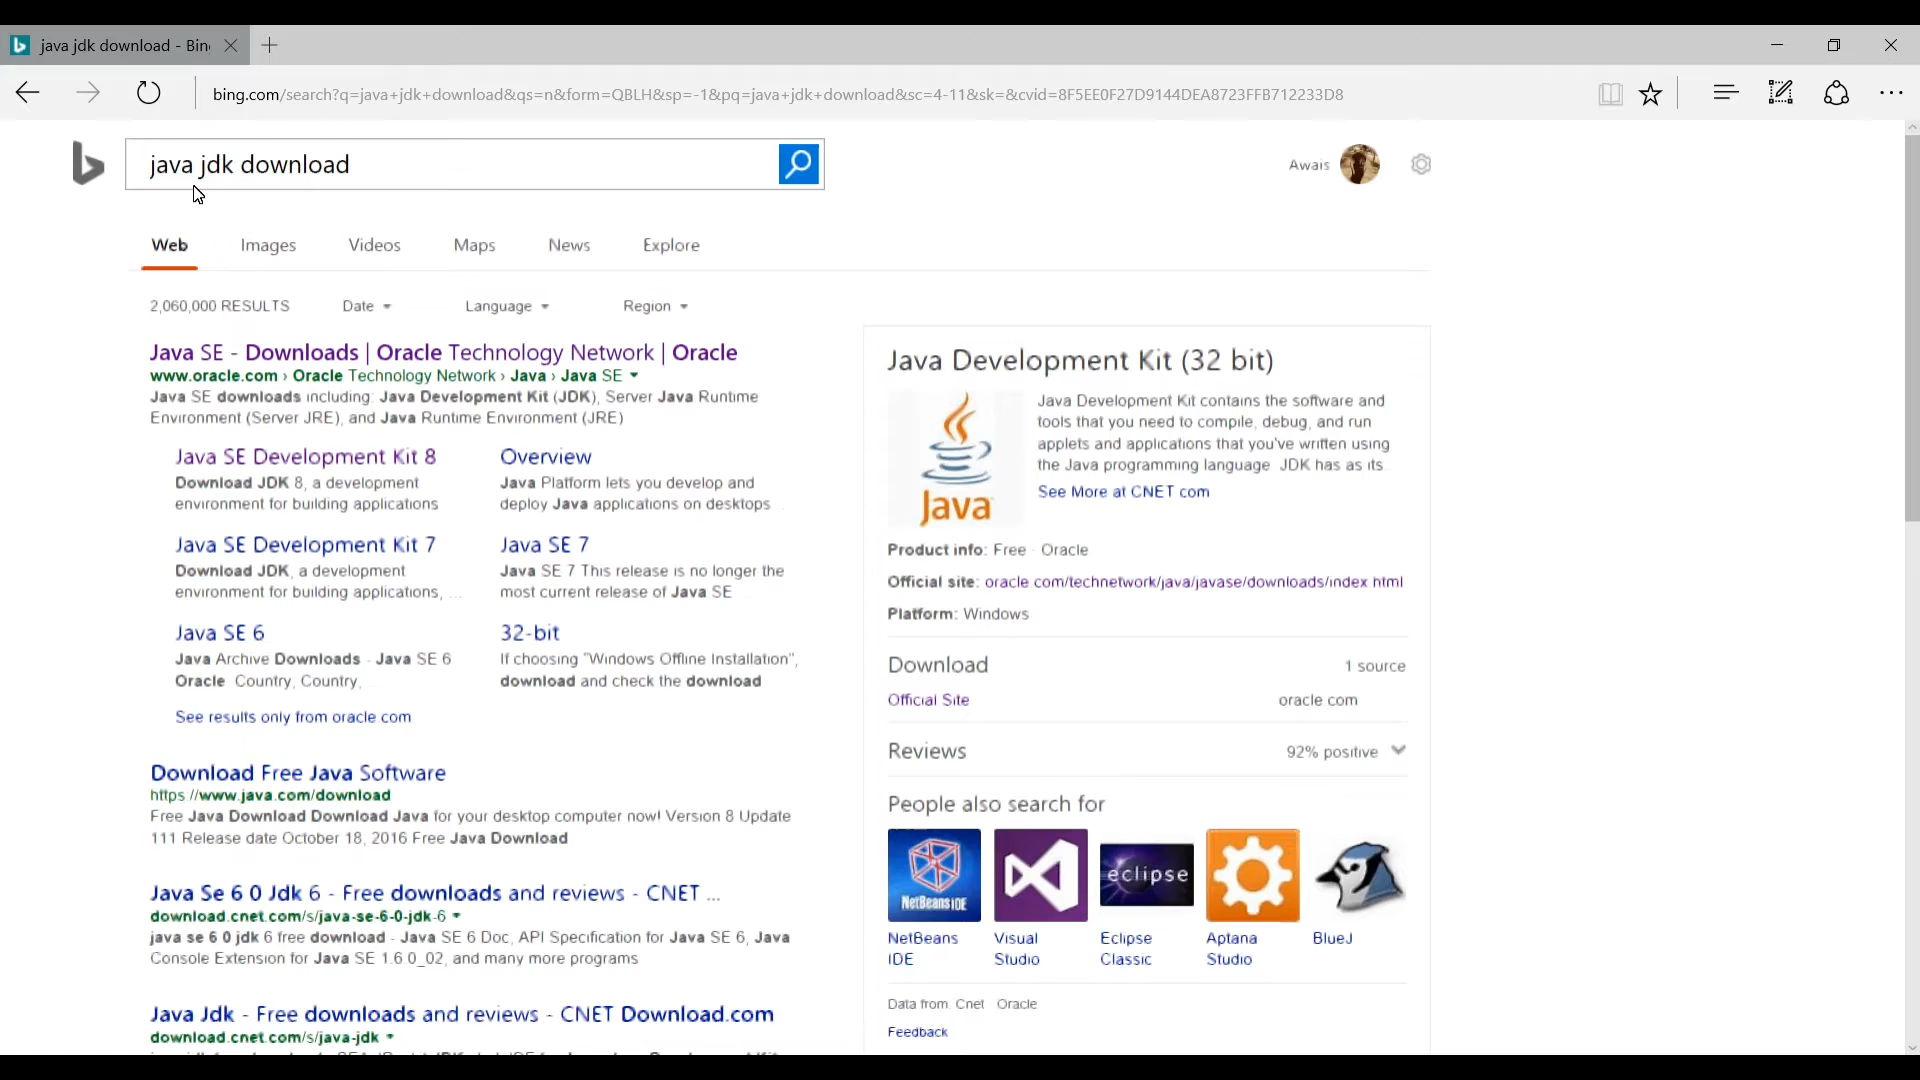 java jdk download - Bin
bing.com/search?q=java+jdk+download&qs=n&form=QBLH&sp=-1&pq=java+jdk+download&sc=4-11&sk=&cvid=8F5EE0F27D9144DEA8723FFB712233D8
java jdk download
Awais
Web Images Videos Maps News Explore
2,060,000 RESULTS Date Language Region
Java SE - Downloads | Oracle Technology Network | Oracle
www.oracle.com › Oracle Technology Network › Java › Java SE
Java SE downloads including: Java Development Kit (JDK), Server Java Runtime
Environment (Server JRE), and Java Runtime Environment (JRE)
Java SE Development Kit 8
Download JDK 8, a development
environment for building applications
Overview
Java Platform lets you develop and
deploy Java applications on desktops
Java SE Development Kit 7
Download JDK, a development
environment for building applications, ...
Java SE 7
Java SE 7 This release is no longer the
most current release of Java SE
Java SE 6
Java Archive Downloads - Java SE 6
Oracle Country, Country,
32-bit
If choosing "Windows Offline Installation",
download and check the download
See results only from oracle com
Download Free Java Software
https //www.java.com/download
Free Java Download Download Java for your desktop computer now! Version 8 Update
111 Release date October 18, 2016 Free Java Download
Java Se 6 0 Jdk 6 - Free downloads and reviews - CNET ...
download.cnet.com/s/java-se-6-0-jdk-6
java se 6 0 jdk 6 free download - Java SE 6 Doc, API Specification for Java SE 6, Java
Console Extension for Java SE 1.6 0_02, and many more programs
Java Jdk - Free downloads and reviews - CNET Download.com
download.cnet.com/s/java-jdk
Java Development Kit (32 bit)
Java
Java Development Kit contains the software and
tools that you need to compile, debug, and run
applets and applications that you've written using
the Java programming language JDK has as its
See More at CNET com
Product info: Free · Oracle
Official site: oracle com/technetwork/java/javase/downloads/index html
Platform: Windows
Download 1 source
Official Site oracle com
Reviews 92% positive
People also search for
NetBeans IDE
eclipse
NetBeans
IDE
Visual
Studio
Eclipse
Classic
Aptana
Studio
BlueJ
Data from Cnet Oracle
Feedback